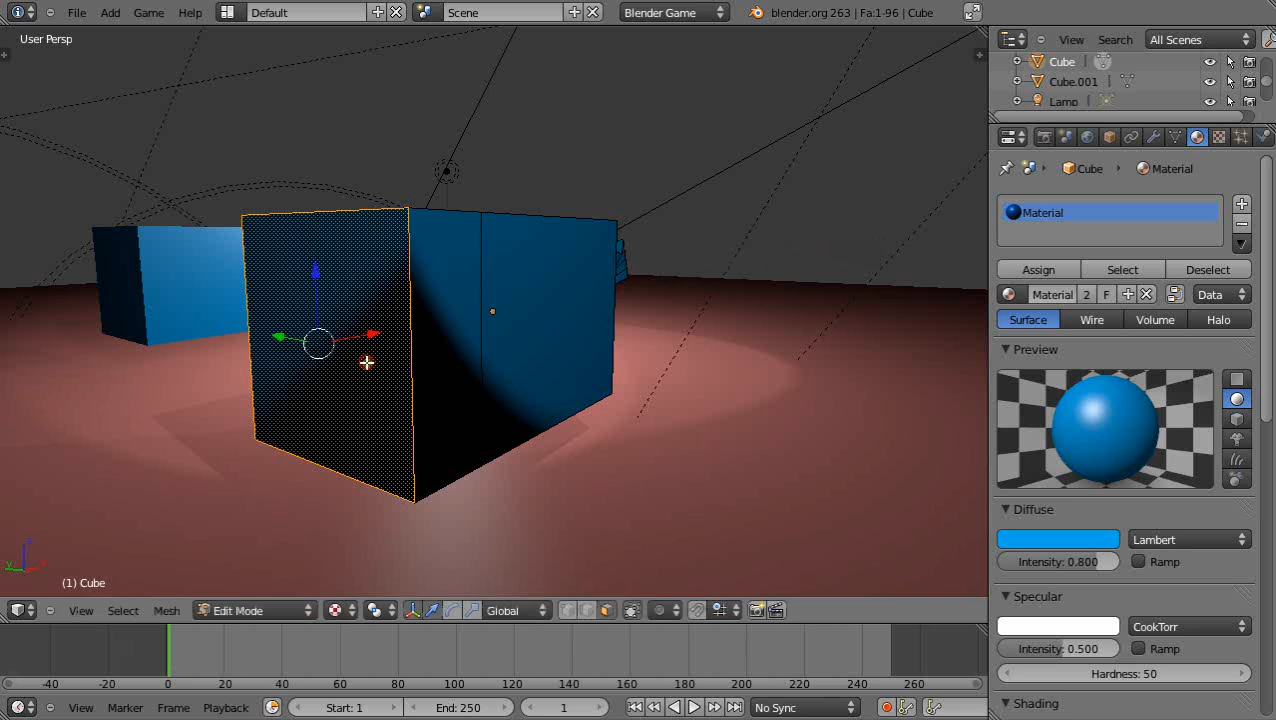 File Add Game Help Default Scene Blender Game blender.org 263 | Fa:1-96 | Cube
User Persp
View Search All Scenes
Cube
Cube.001
Lamp
Cube Material
Material
Assign Select Deselect
Material 2 F Data
Surface Wire Volume Halo
Preview
Diffuse
Lambert
Intensity: 0.800 Ramp
Specular
CookTorr
Intensity: 0.500 Ramp
Hardness: 50
Shading
z
y x
(1) Cube
View Select Mesh Edit Mode Global
-40 -20 0 20 40 60 80 100 120 140 160 180 200 220 240 260
View Marker Frame Playback Start: 1 End: 250 1 No Sync